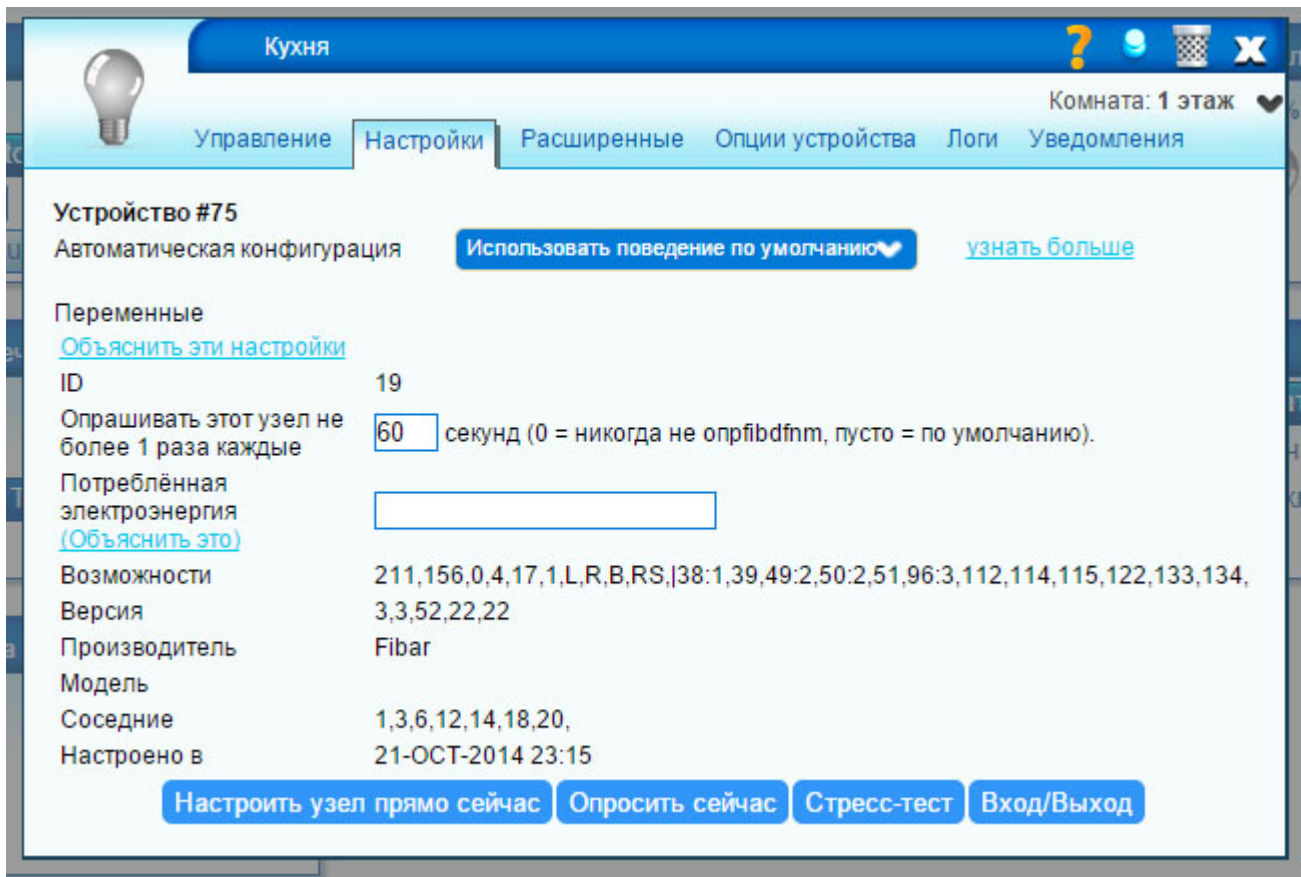 Кухня
Комната: 1 этаж
Управление Настройки Расширенные Опции устройства Логи Уведомления
Устройство #75
Автоматическая конфигурация Использовать поведение по умолчанию узнать больше
Переменные
Объяснить эти настройки
ID 19
Опрашивать этот узел не
более 1 раза каждые 60 секунд (0 = никогда не опрfibdfnm, пусто = по умолчанию).
Потреблённая
электроэнергия
(Объяснить это)
Возможности 211,156,0,4,17,1,L,R,B,RS,|38:1,39,49:2,50:2,51,96:3,112,114,115,122,133,134,
Версия 3,3,52,22,22
Производитель Fibar
Модель
Соседние 1,3,6,12,14,18,20,
Настроено в 21-OCT-2014 23:15
Настроить узел прямо сейчас Опросить сейчас Стресс-тест Вход/Выход